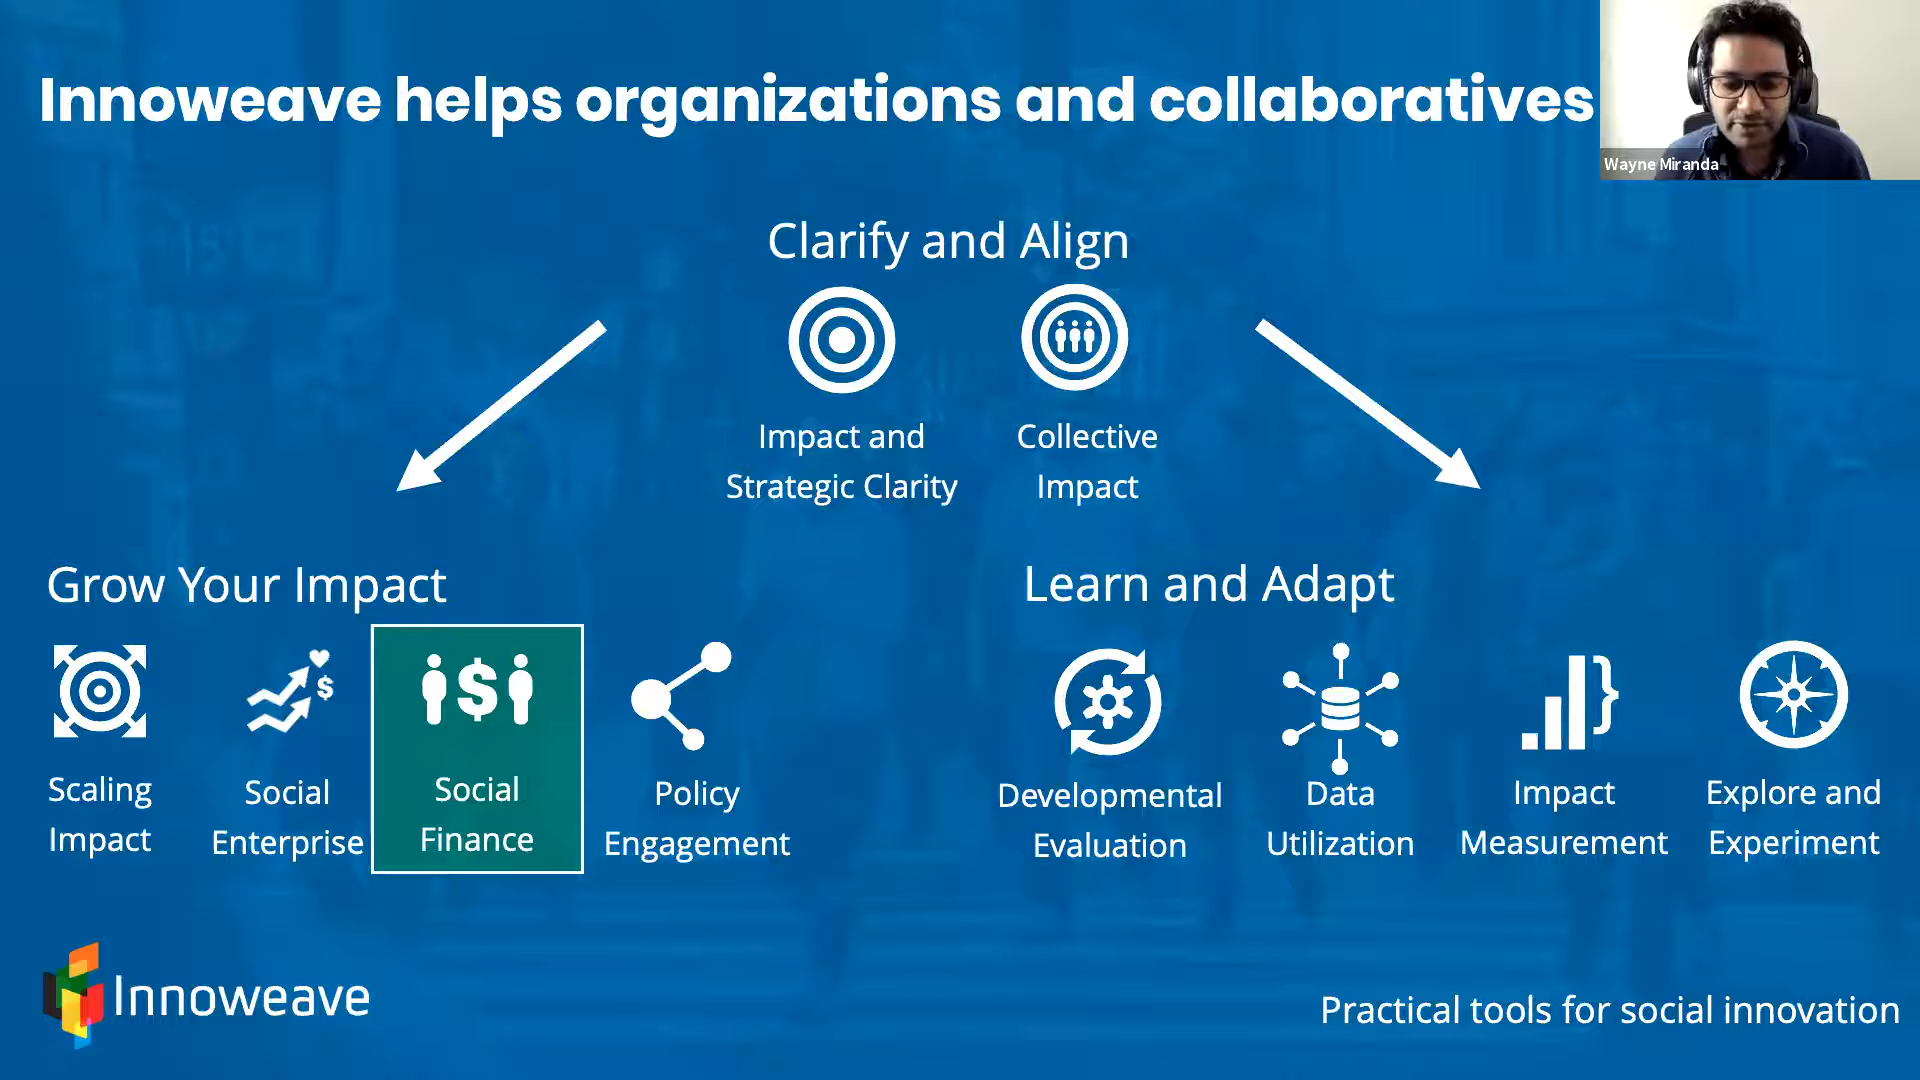 Innoweave helps organizations and collaboratives
Wayne Miranda
Clarify and Align
Impact and
Strategic Clarity
Collective
Impact
Grow Your Impact
$
Scaling
Impact
Social
Enterprise
$
Social
Finance
Policy
Engagement
Learn and Adapt
Developmental
Evaluation
Data
Utilization
Impact
Measurement
Explore and
Experiment
Innoweave
Practical tools for social innovation